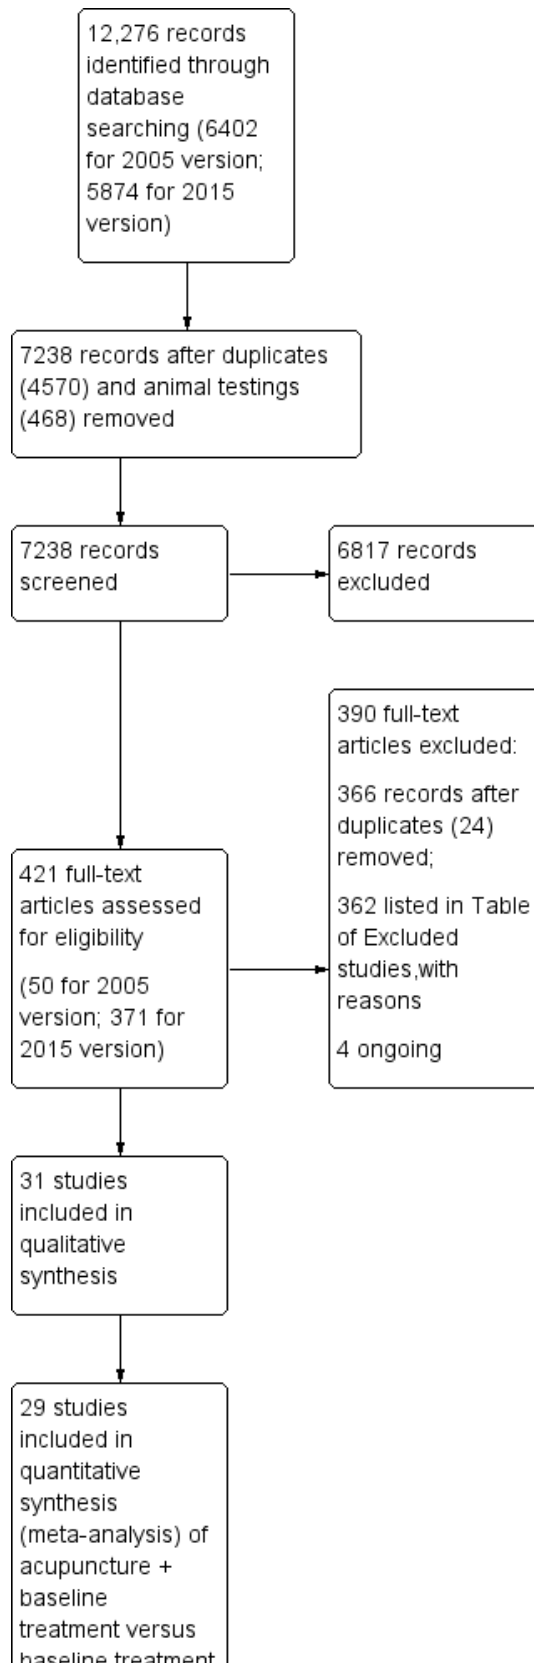 12,276 records
identified through
database
searching (6402
for 2005 version;
5874 for 2015
version)
7238 records after duplicates
(4570) and animal testings
(468) removed
7238 records
screened
6817 records
excluded
390 full-text
articles excluded:
366 records after
duplicates (24)
removed;
362 listed in Table
of Excluded
studies,with
reasons
4 ongoing
421 full-text
articles assessed
for eligibility
(50 for 2005
version; 371 for
2015 version)
31 studies
included in
qualitative
synthesis
29 studies
included in
quantitative
synthesis
(meta-analysis) of
acupuncture +
baseline
treatment versus
baseline treatment